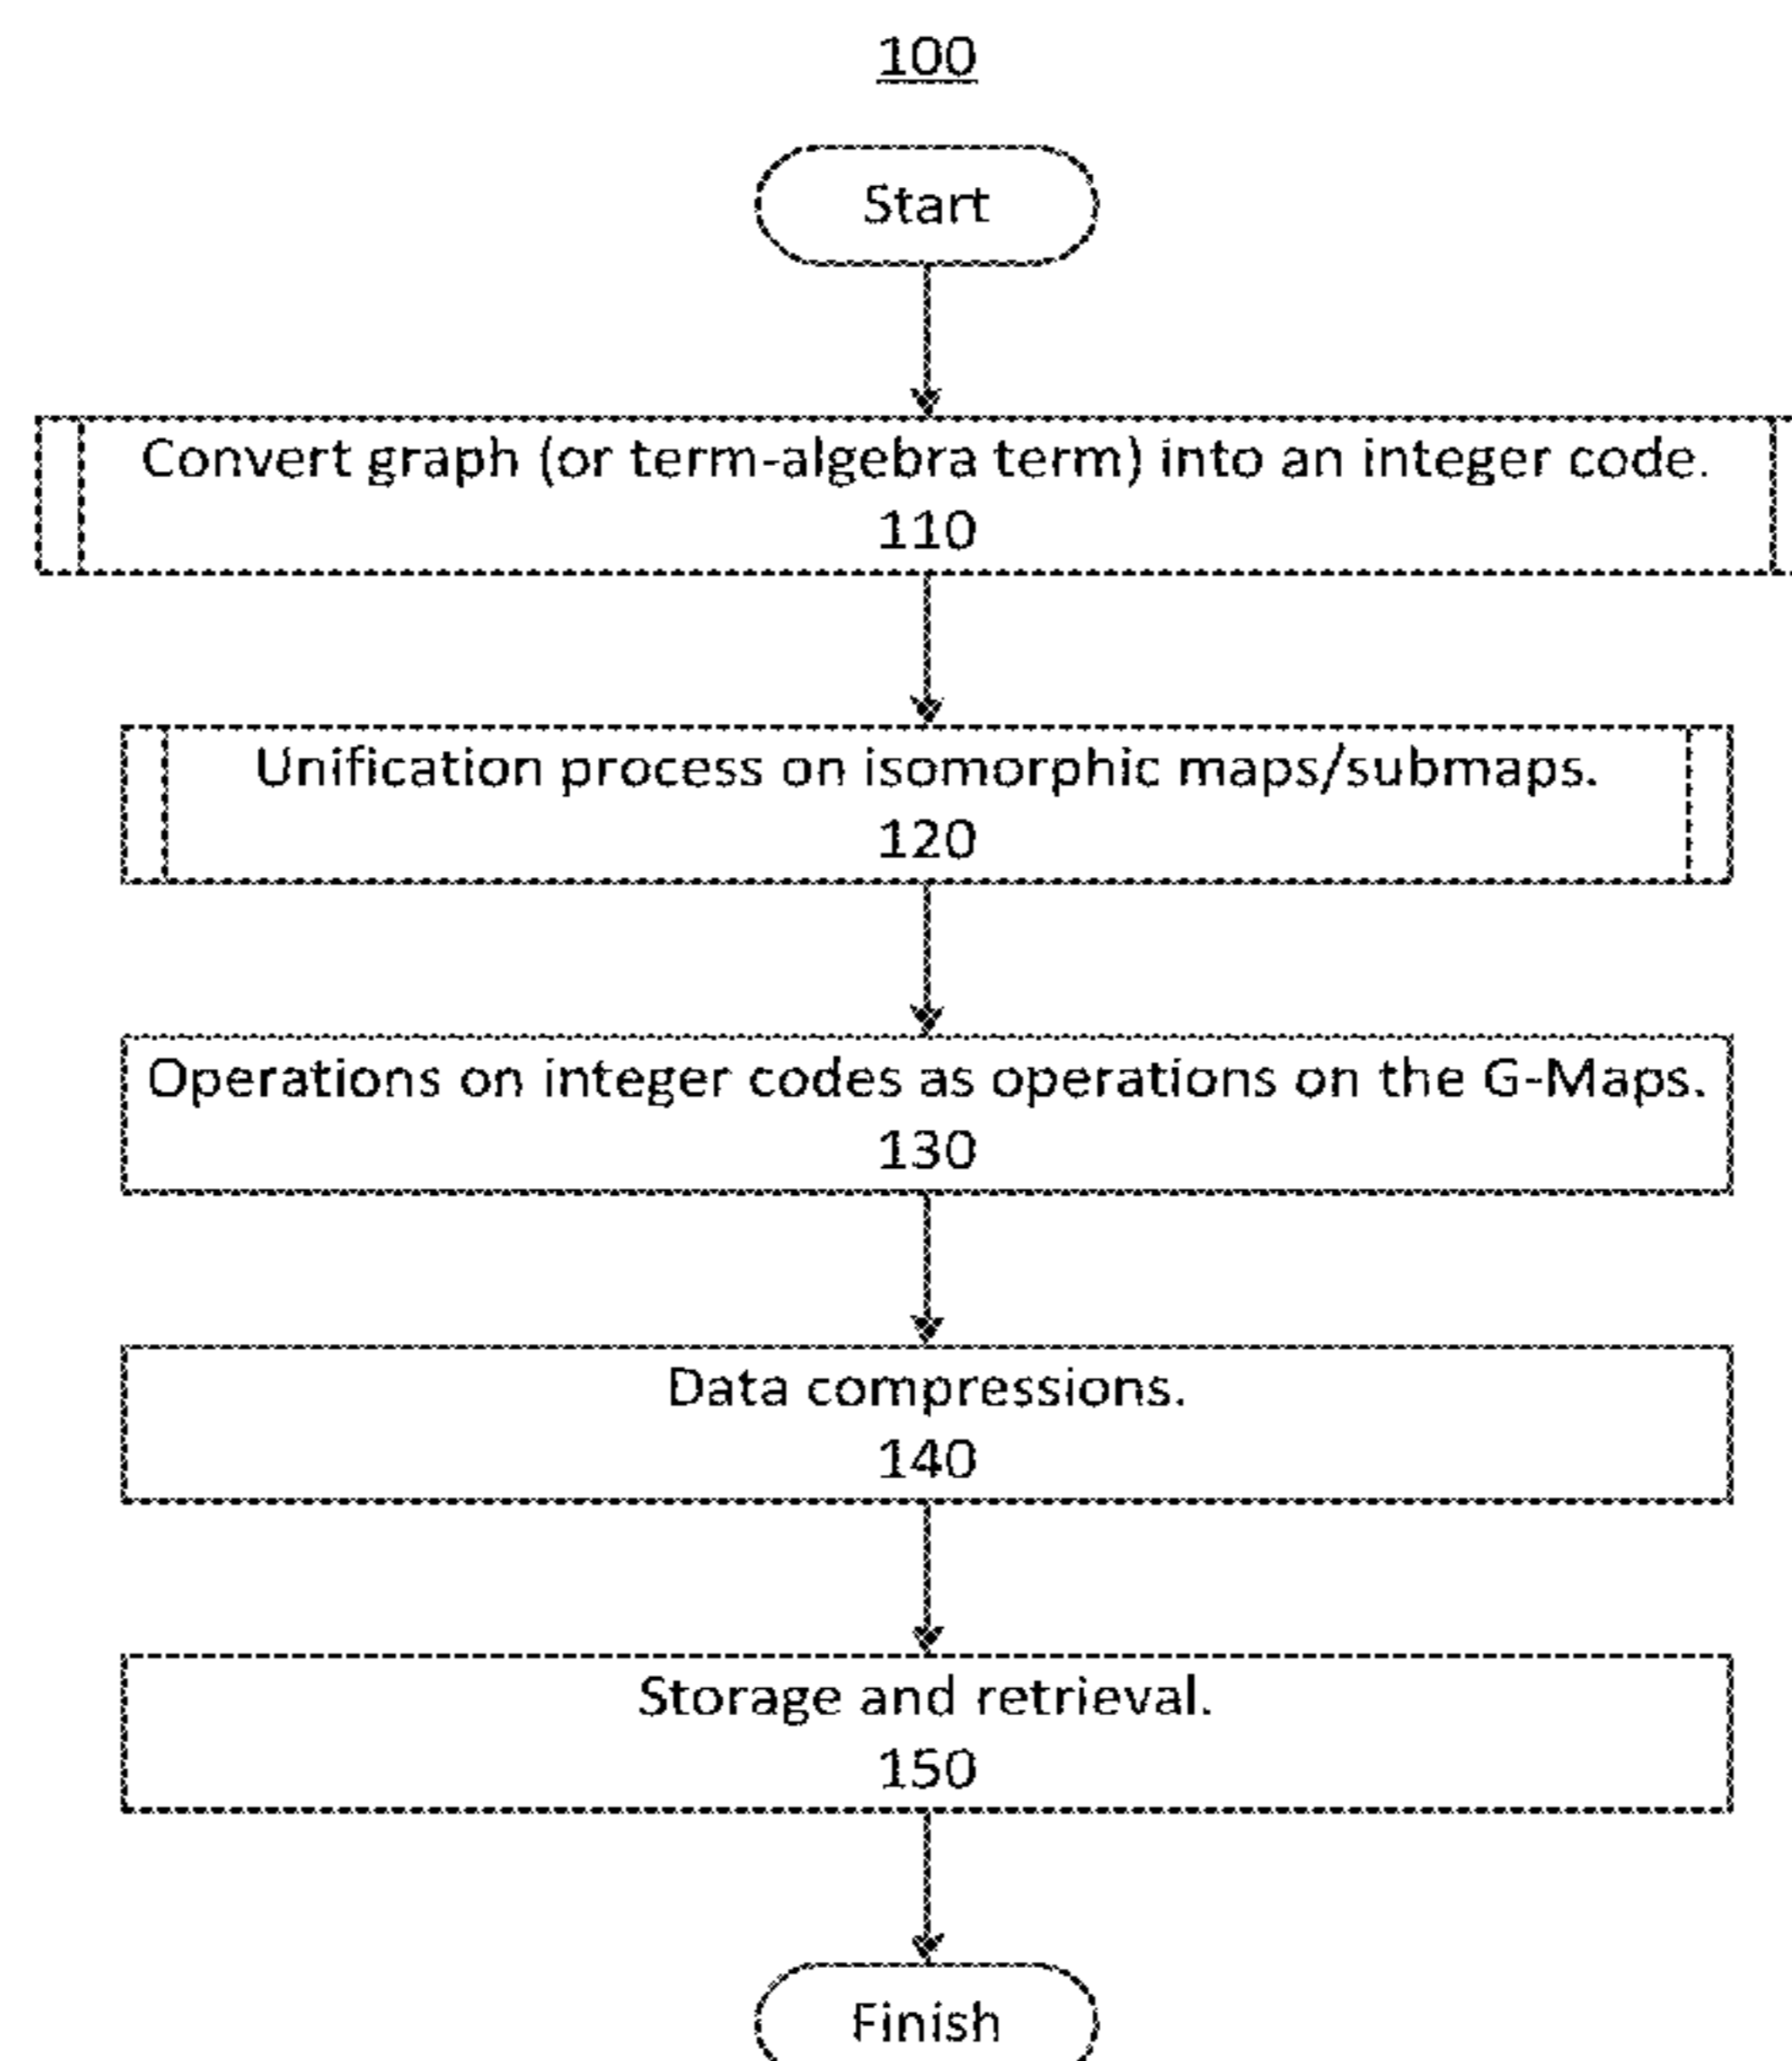 100
Start
Convert graph (or term-algebra term) into an integer code.
110
Unification process on isomorphic maps/submaps.
120
Operations on integer codes as operations on the G-Maps.
130
Data compressions.
140
Storage and retrieval.
150
Finish